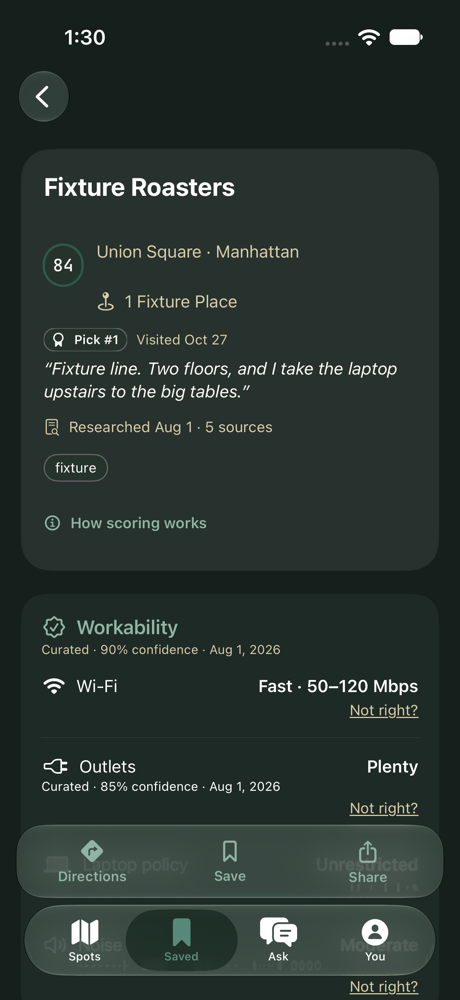 1:30
Fixture Roasters
84
Union Square · Manhattan
1 Fixture Place
Pick #1
Visited Oct 27
“Fixture line. Two floors, and I take the laptop
upstairs to the big tables.”
Researched Aug 1 · 5 sources
fixture
How scoring works
Workability
Curated · 90% confidence · Aug 1, 2026
Wi-Fi
Fast · 50–120 Mbps
Not right?
Outlets
Plenty
Curated · 85% confidence · Aug 1, 2026
Not right?
Laptop policy
Unrestricted
Directions
Save
Share
Noise
Moderate
Spots
Saved
Ask
You
Not right?